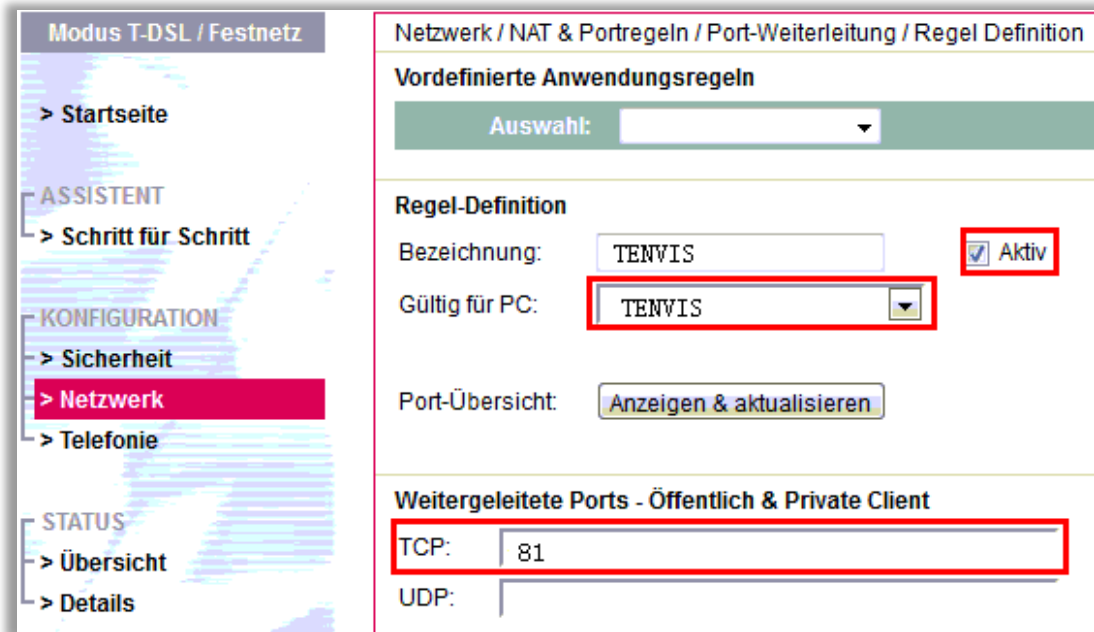 Modus T-DSL / Festnetz
> Startseite
ASSISTENT
> Schritt für Schritt
KONFIGURATION
> Sicherheit
> Netzwerk
> Telefonie
STATUS
> Übersicht
> Details
Netzwerk / NAT & Portregeln / Port-Weiterleitung / Regel Definition
Vordefinierte Anwendungsregeln
Auswahl:
Regel-Definition
Bezeichnung: TENVIS Aktiv
Gültig für PC: TENVIS
Port-Übersicht: Anzeigen & aktualisieren
Weitergeleitete Ports - Öffentlich & Private Client
TCP: 81
UDP: